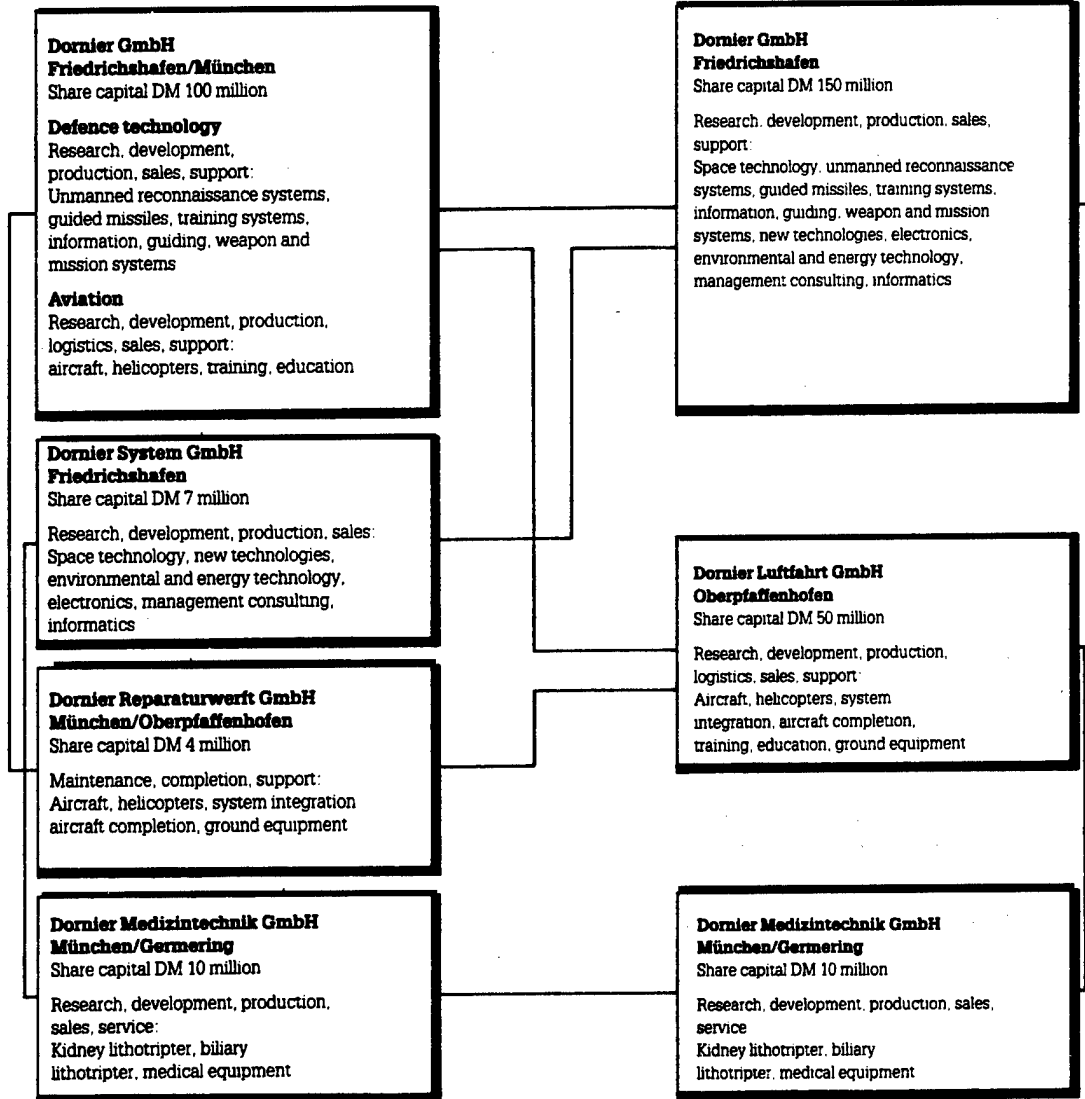 Dornier GmbH
Friedrichshafen/München
Share capital DM 100 million
Defence technology
Research, development,
production, sales, support:
Unmanned reconnaissance systems,
guided missiles, training systems,
information, guiding, weapon and
mission systems
Aviation
Research, development, production,
logistics, sales, support:
aircraft, helicopters, training, education
Dornier System GmbH
Friedrichshafen
Share capital DM 7 million
Research, development, production, sales:
Space technology, new technologies,
environmental and energy technology,
electronics, management consulting,
informatics
Dornier Reparaturwerft GmbH
München/Oberpfaffenhofen
Share capital DM 4 million
Maintenance, completion, support:
Aircraft, helicopters, system integration
aircraft completion, ground equipment
Dornier Medizintechnik GmbH
München/Germering
Share capital DM 10 million
Research, development, production,
sales, service:
Kidney lithotripter, biliary
lithotripter, medical equipment
Dornier GmbH
Friedrichshafen
Share capital DM 150 million
Research, development, production, sales,
support:
Space technology, unmanned reconnaissance
systems, guided missiles, training systems,
information, guiding, weapon and mission
systems, new technologies, electronics,
environmental and energy technology,
management consulting, informatics
Dornier Luftfahrt GmbH
Oberpfaffenhofen
Share capital DM 50 million
Research, development, production,
logistics, sales, support:
Aircraft, helicopters, system
integration, aircraft completion,
training, education, ground equipment
Dornier Medizintechnik GmbH
München/Germering
Share capital DM 10 million
Research, development, production, sales,
service
Kidney lithotripter, biliary
lithotripter, medical equipment